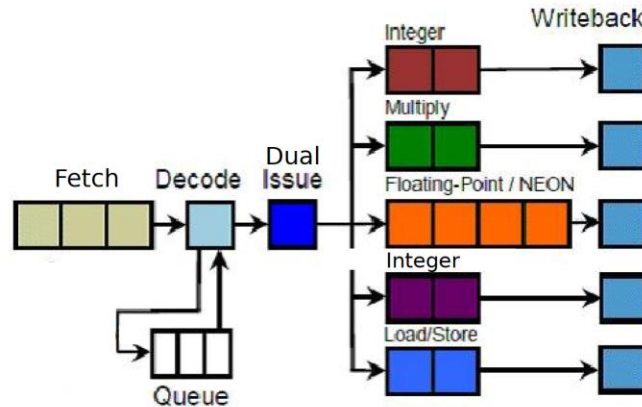 Writeback
Integer
Multiply
Dual
Fetch
Decode
Issue
Floating-Point / NEON
Integer
Load/Store
Queue